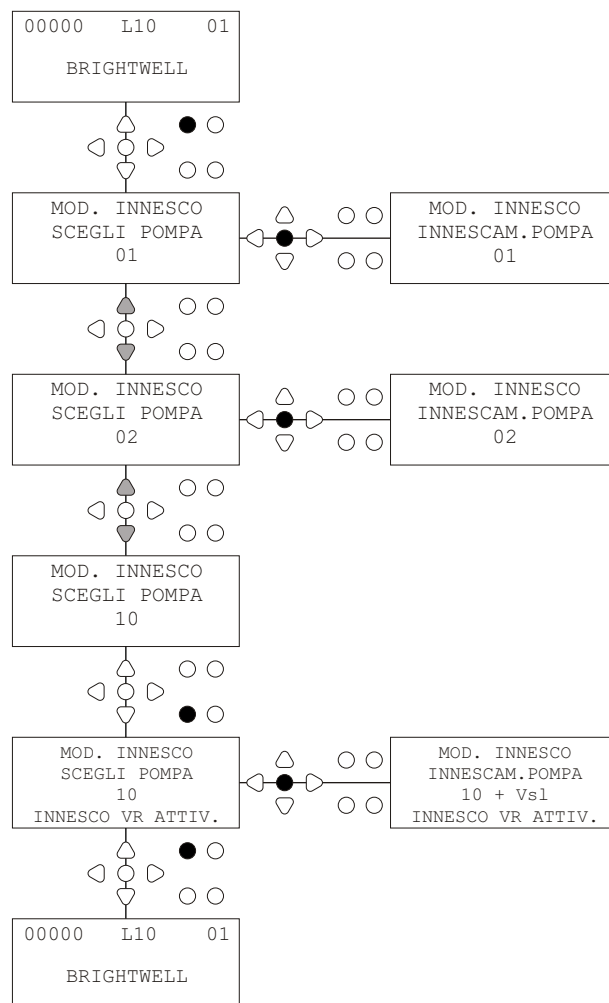 00000 L10 01
BRIGHTWELL
MOD. INNESCO
SCEGLI POMPA
01
MOD. INNESCO
INNESCAM.POMPA
01
MOD. INNESCO
SCEGLI POMPA
02
MOD. INNESCO
INNESCAM.POMPA
02
MOD. INNESCO
SCEGLI POMPA
10
MOD. INNESCO
SCEGLI POMPA
10
INNESCO VR ATTIV.
MOD. INNESCO
INNESCAM.POMPA
10 + Vsl
INNESCO VR ATTIV.
00000 L10 01
BRIGHTWELL